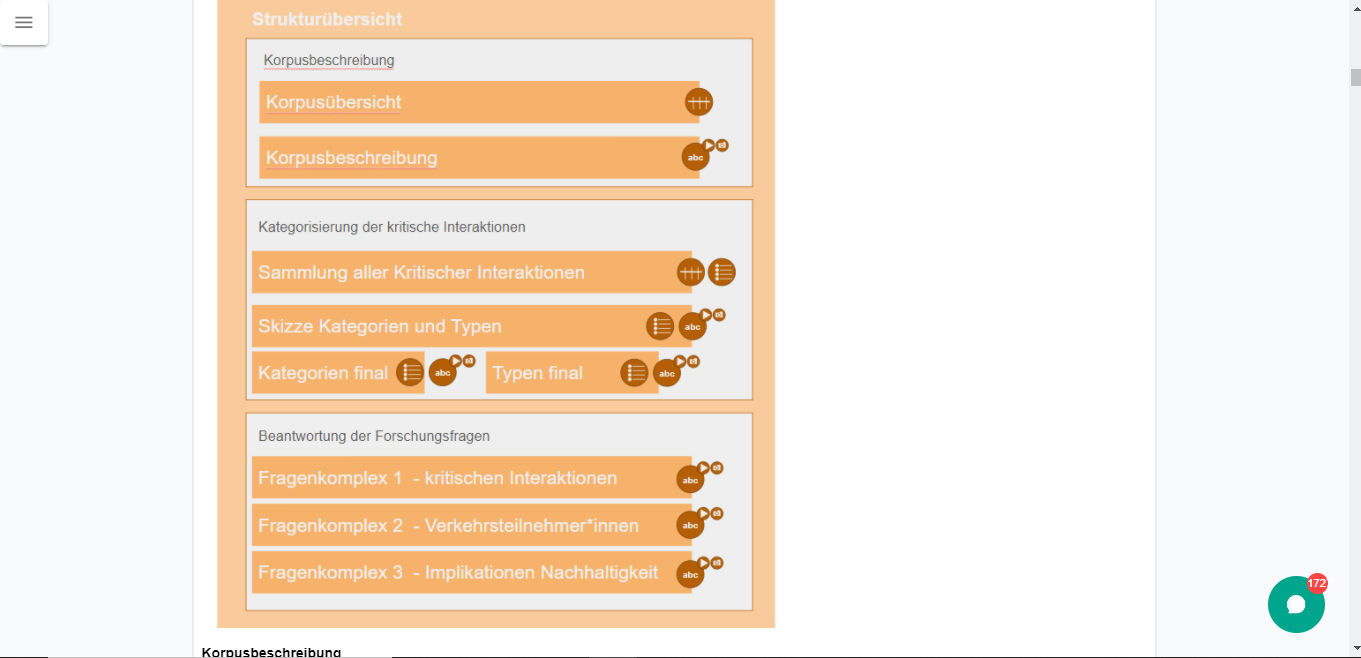 Strukturübersicht
Korpusbeschreibung
Korpusübersicht
Korpusbeschreibung
abc
Kategorisierung der kritische Interaktionen
Sammlung aller Kritischer Interaktionen
Skizze Kategorien und Typen
abc
Kategorien final
abc
Typen final
abc
Beantwortung der Forschungsfragen
Fragenkomplex 1 - kritischen Interaktionen
abc
Fragenkomplex 2 - Verkehrsteilnehmer*innen
abc
Fragenkomplex 3 - Implikationen Nachhaltigkeit
abc
172
Korpusbeschreibung